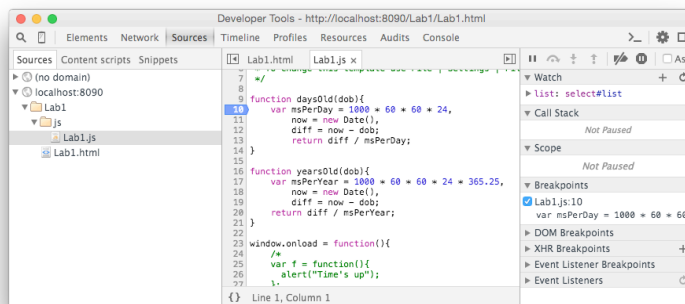 Developer Tools - http://localhost:8090/Lab1/Lab1.html
Elements Network Sources Timeline Profiles Resources Audits Console
Sources Content scripts Snippets
(no domain)
localhost:8090
Lab1
js
Lab1.js
Lab1.html
Lab1.html Lab1.js ×
7 */
8
9 function daysOld(dob){
10 var msPerDay = 1000 * 60 * 60 * 24,
11 now = new Date(),
12 diff = now - dob;
13 return diff / msPerDay;
14 }
15
16 function yearsOld(dob){
17 var msPerYear = 1000 * 60 * 60 * 24 * 365.25,
18 now = new Date(),
19 diff = now - dob;
20 return diff / msPerYear;
21 }
22
23 window.onload = function(){
24 /*
25 var f = function(){
26 alert("Time's up");
27 };
{} Line 1, Column 1
As
Watch
list: select#list
Call Stack
Not Paused
Scope
Not Paused
Breakpoints
Lab1.js:10
var msPerDay = 1000 * 60 * 60
DOM Breakpoints
XHR Breakpoints
Event Listener Breakpoints
Event Listeners